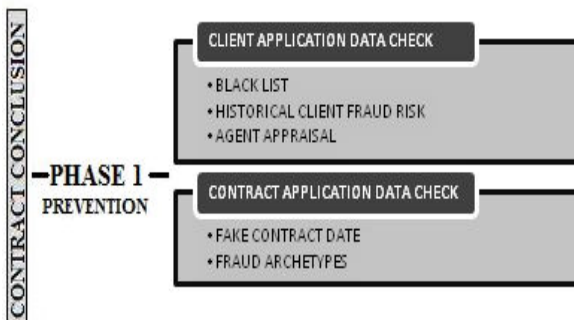 CONTRACT CONCLUSION
PHASE 1
PREVENTION
CLIENT APPLICATION DATA CHECK
• BLACK LIST
• HISTORICAL CLIENT FRAUD RISK
• AGENT APPRAISAL
CONTRACT APPLICATION DATA CHECK
• FAKE CONTRACT DATE
• FRAUD ARCHETYPES